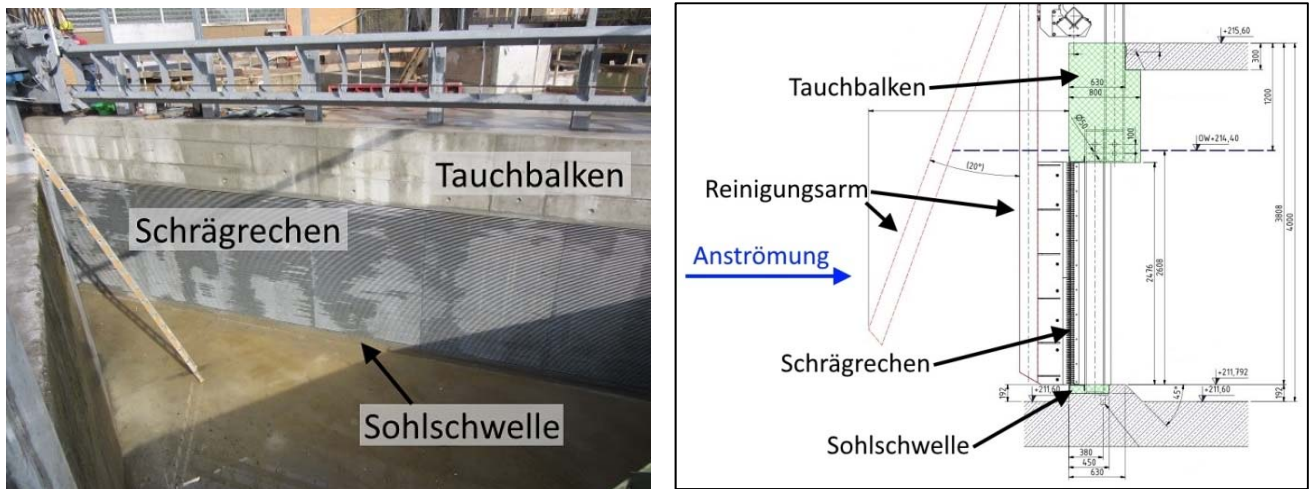 Tauchbalken
Schrägrechen
Sohlschwelle
Tauchbalken
Reinigungsarm
Anströmung
Schrägrechen
Sohlschwelle
+215,60
300
630
800
1200
Ø50
100
OW+214,40
(20°)
3808
4000
2476
2608
+211,792
192
+211,60
45°
+211,60
192
380
450
630